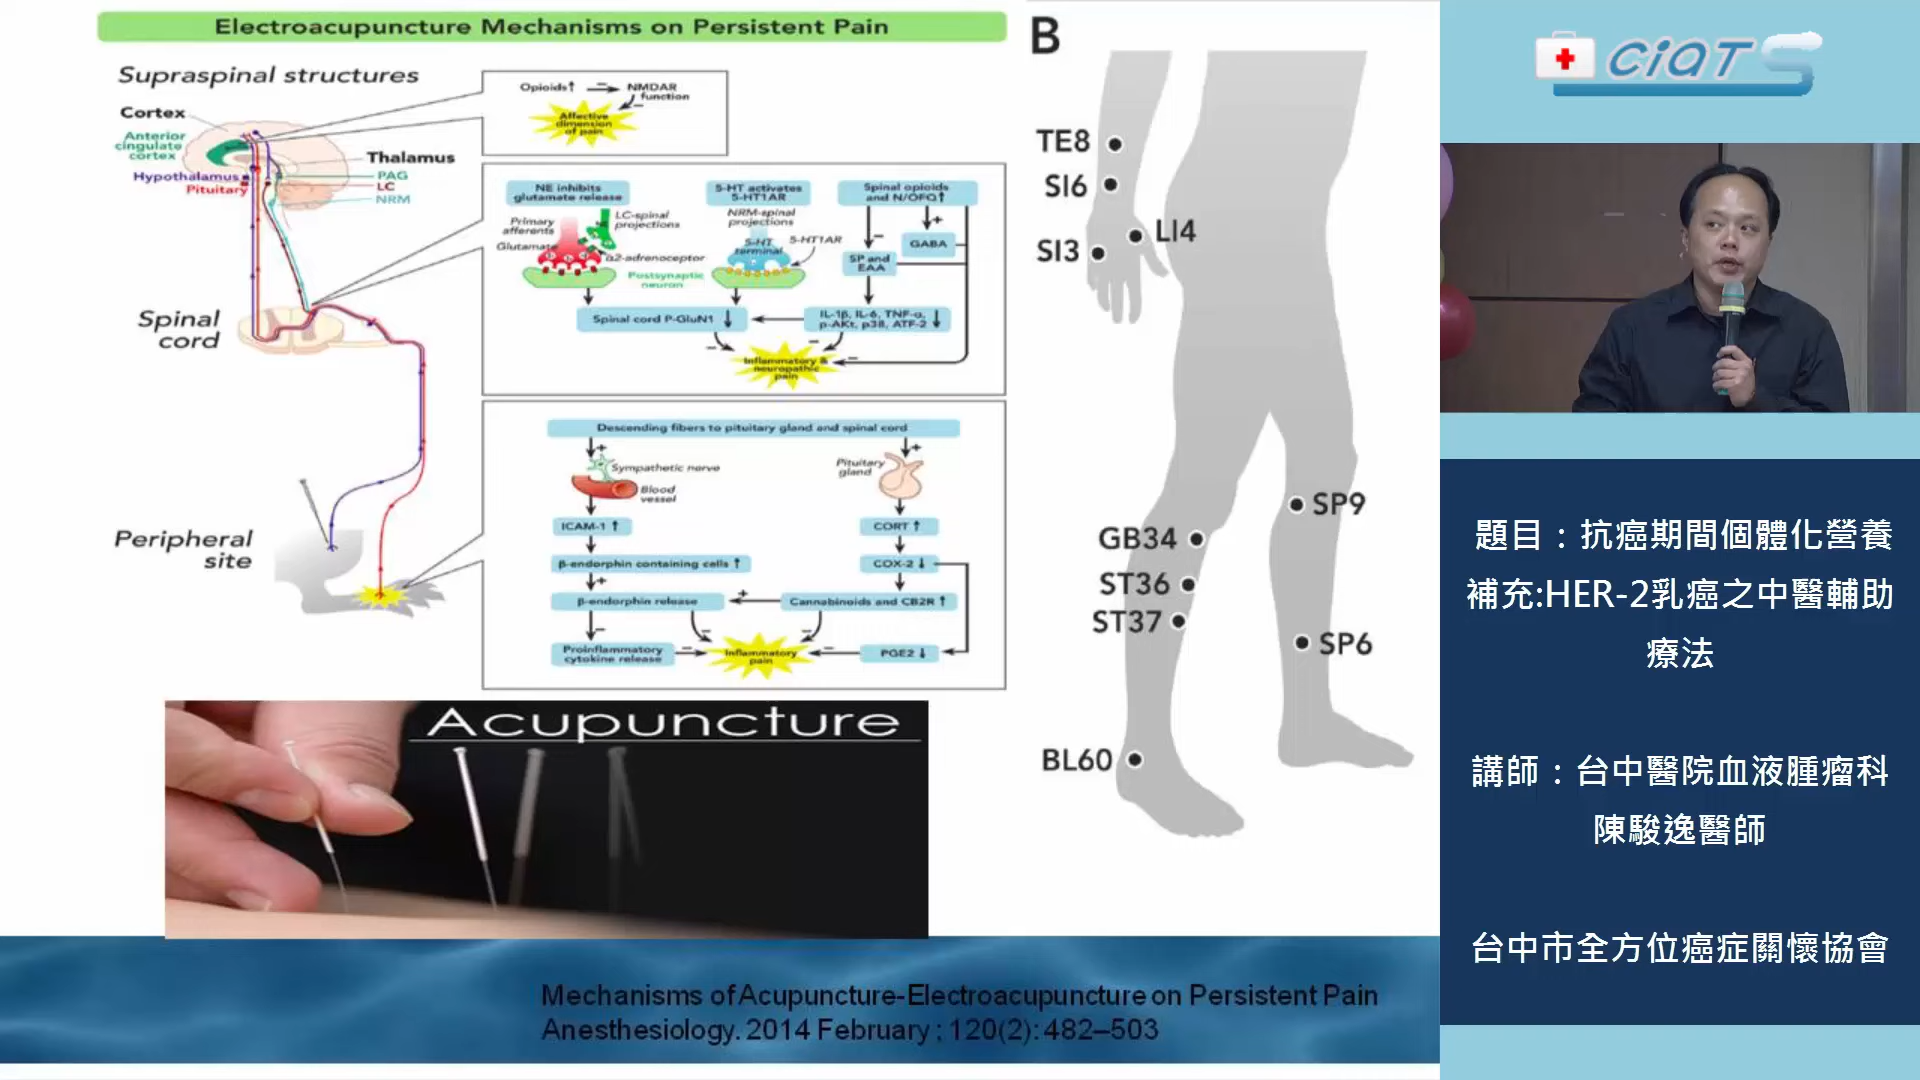 Electroacupuncture Mechanisms on Persistent Pain
Supraspinal structures
Cortex
Anterior
cingulate
cortex
Hypothalamus
Pituitary
Thalamus
PAG
LC
NRM
Spinal
cord
Peripheral
site
Opioids↑
NMDAR
function
Affective
dimension
of pain
NE inhibits
glutamate release
5-HT activates
5-HT1AR
Spinal opioids
and N/OFQ↑
Primary
afferents
LC-spinal
projections
Glutamate
α2-adrenoceptor
NRM-spinal
projections
5-HT
terminal
5-HT1AR
Postsynaptic
neuron
GABA
SP and
EAA
Spinal cord P-GluN1 ↓
IL-1β, IL-6, TNF-α,
p-AKt, p38, ATF-2 ↓
Inflammatory &
neuropathic
pain
Descending fibers to pituitary gland and spinal cord
Sympathetic nerve
Blood
vessel
Pituitary
gland
ICAM-1 ↑
CORT ↑
β-endorphin containing cells ↑
COX-2 ↓
β-endorphin release
Cannabinoids and CB2R ↑
Proinflammatory
cytokine release
Inflammatory
pain
PGE2 ↓
Acupuncture
B
TE8
SI6
LI4
SI3
SP9
GB34
ST36
ST37
SP6
BL60
Mechanisms of Acupuncture-Electroacupuncture on Persistent Pain
Anesthesiology. 2014 February ; 120(2): 482–503
CiQTS
題目：抗癌期間個體化營養
補充:HER-2乳癌之中醫輔助
療法
講師：台中醫院血液腫瘤科
陳駿逸醫師
台中市全方位癌症關懷協會